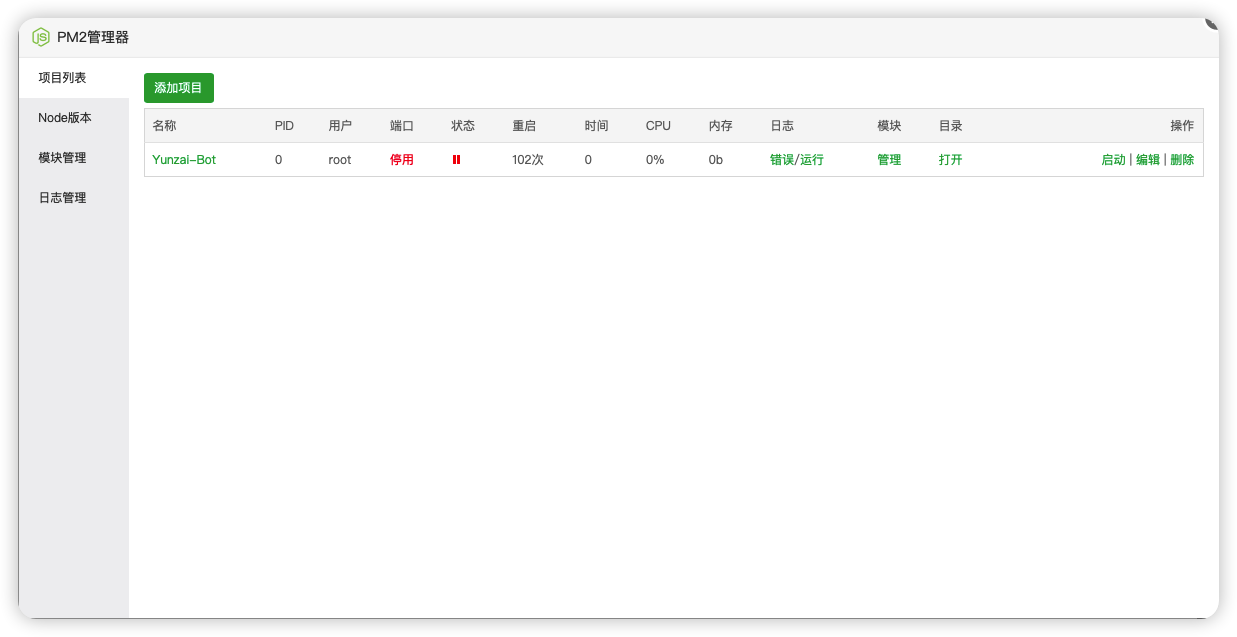 JS PM2管理器
项目列表
Node版本
模块管理
日志管理
添加项目
名称 PID 用户 端口 状态 重启 时间 CPU 内存 日志 模块 目录 操作
Yunzai-Bot 0 root 停用 102次 0 0% 0b 错误/运行 管理 打开 启动 | 编辑 | 删除